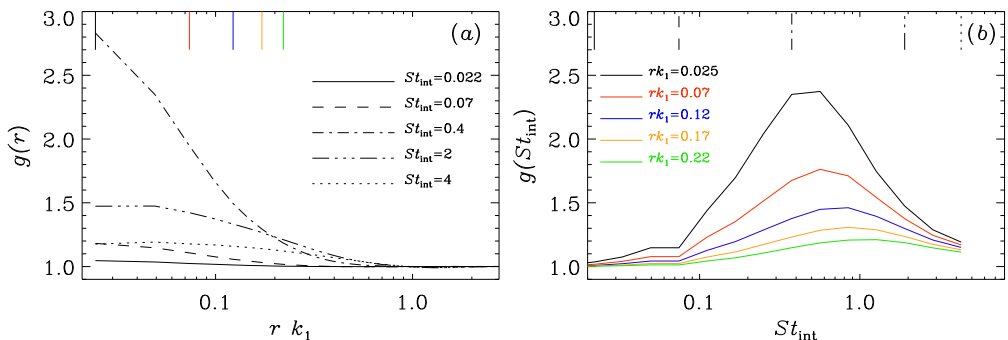 (a)
3.0
2.5
2.0
1.5
1.0
g(r)
St_int=0.022
St_int=0.07
St_int=0.4
St_int=2
St_int=4
0.1
1.0
r k_1
(b)
3.0
2.5
2.0
1.5
1.0
g(St_int)
rk_1=0.025
rk_1=0.07
rk_1=0.12
rk_1=0.17
rk_1=0.22
0.1
1.0
St_int